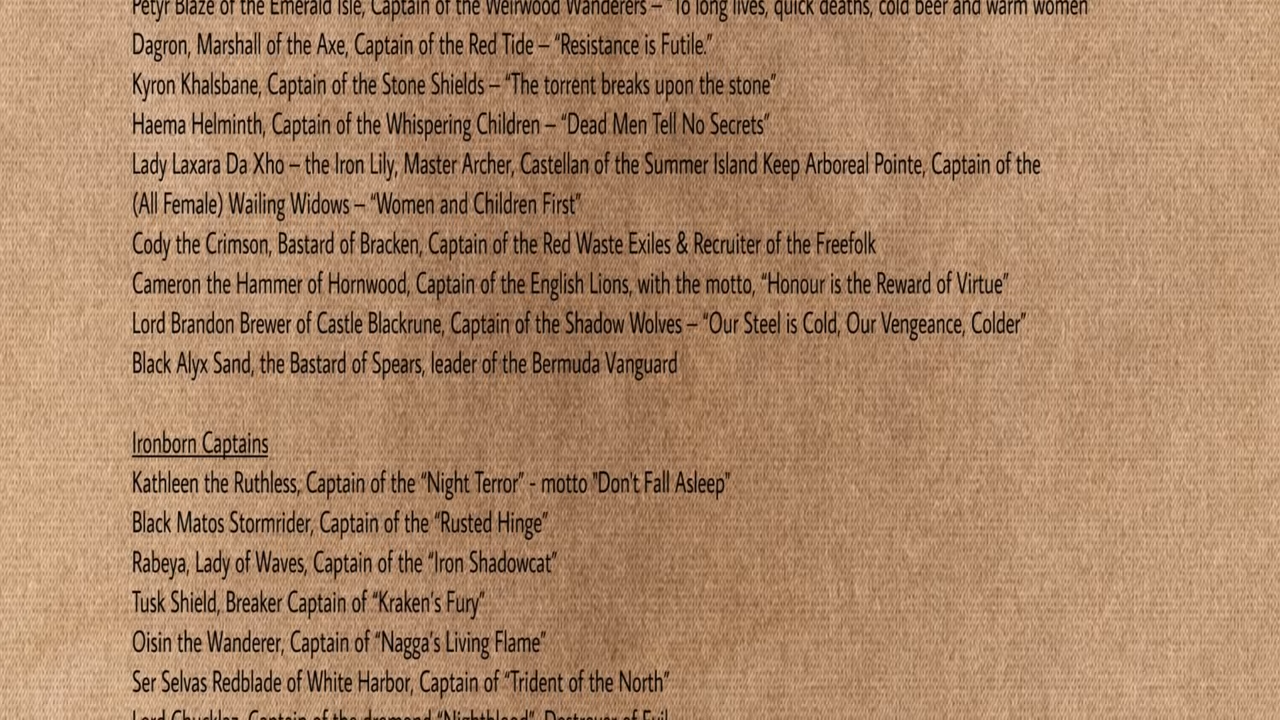 Petyr Blaze of the Emerald Isle, Captain of the Weirwood Wanderers – “To long lives, quick deaths, cold beer and warm women”
Dagron, Marshall of the Axe, Captain of the Red Tide – “Resistance is Futile.”
Kyron Khalsbane, Captain of the Stone Shields – “The torrent breaks upon the stone”
Haema Helminth, Captain of the Whispering Children – “Dead Men Tell No Secrets”
Lady Laxara Da Xho – the Iron Lily, Master Archer, Castellan of the Summer Island Keep Arboreal Pointe, Captain of the
(All Female) Wailing Widows – “Women and Children First”
Cody the Crimson, Bastard of Bracken, Captain of the Red Waste Exiles & Recruiter of the Freefolk
Cameron the Hammer of Hornwood, Captain of the English Lions, with the motto, “Honour is the Reward of Virtue”
Lord Brandon Brewer of Castle Blackrune, Captain of the Shadow Wolves – “Our Steel is Cold, Our Vengeance, Colder”
Black Alyx Sand, the Bastard of Spears, leader of the Bermuda Vanguard
Ironborn Captains
Kathleen the Ruthless, Captain of the “Night Terror” - motto "Don't Fall Asleep"
Black Matos Stormrider, Captain of the “Rusted Hinge”
Rabeya, Lady of Waves, Captain of the “Iron Shadowcat”
Tusk Shield, Breaker Captain of “Kraken’s Fury”
Oisin the Wanderer, Captain of “Nagga’s Living Flame”
Ser Selvas Redblade of White Harbor, Captain of “Trident of the North”
Lord Chucklez, Captain of the dromond “Nightblood”, Destroyer of Evil